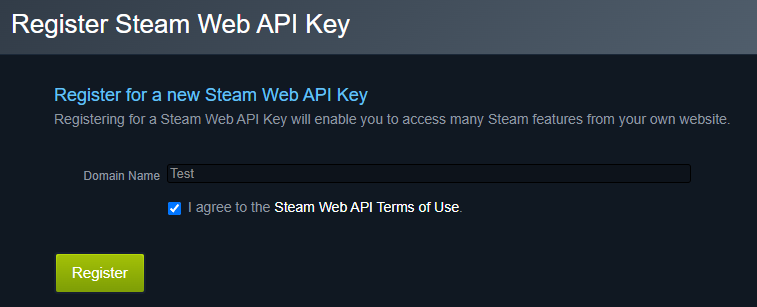 Register Steam Web API Key
Register for a new Steam Web API Key
Registering for a Steam Web API Key will enable you to access many Steam features from your own website.
Domain Name Test
I agree to the Steam Web API Terms of Use.
Register